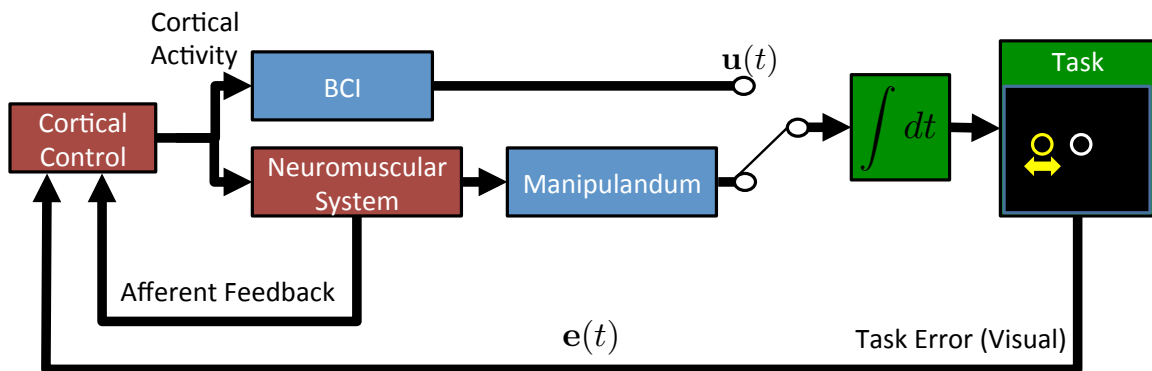 Cortical
Activity
BCI
𝐮(t)
Task
Cortical
Control
∫ dt
Neuromuscular
System
Manipulandum
Afferent Feedback
𝐞(t)
Task Error (Visual)